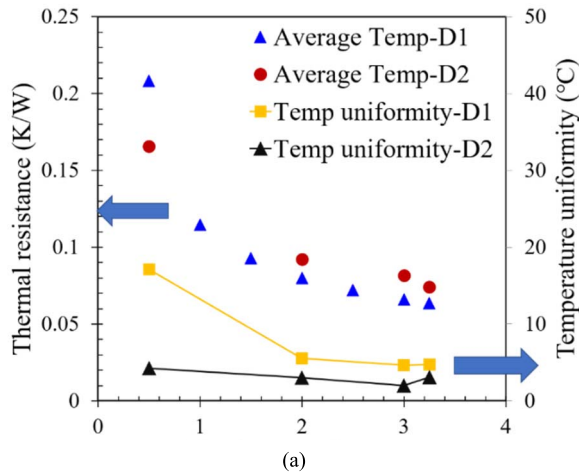 0.25
0.2
0.15
0.1
0.05
0
Thermal resistance (K/W)
Average Temp-D1
Average Temp-D2
Temp uniformity-D1
Temp uniformity-D2
50
40
30
20
10
0
Temperature uniformity (℃)
0 1 2 3 4
(a)